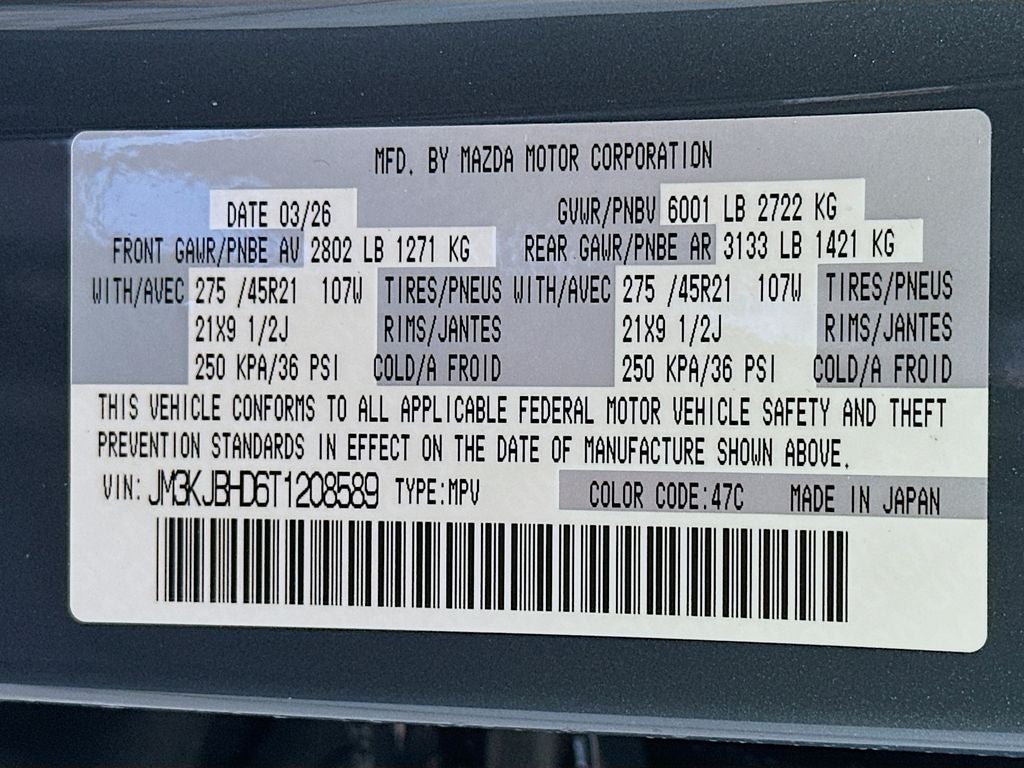 MFD. BY MAZDA MOTOR CORPORATION
DATE 03/26 GVWR/PNBV 6001 LB 2722 KG
FRONT GAWR/PNBE AV 2802 LB 1271 KG REAR GAWR/PNBE AR 3133 LB 1421 KG
WITH/AVEC 275 /45R21 107W TIRES/PNEUS WITH/AVEC 275 /45R21 107W TIRES/PNEUS
21X9 1/2J RIMS/JANTES 21X9 1/2J RIMS/JANTES
250 KPA/36 PSI COLD/A FROID 250 KPA/36 PSI COLD/A FROID
THIS VEHICLE CONFORMS TO ALL APPLICABLE FEDERAL MOTOR VEHICLE SAFETY AND THEFT
PREVENTION STANDARDS IN EFFECT ON THE DATE OF MANUFACTURE SHOWN ABOVE.
VIN: JM3KJBHD6T1208589 TYPE:MPV COLOR CODE:47C MADE IN JAPAN